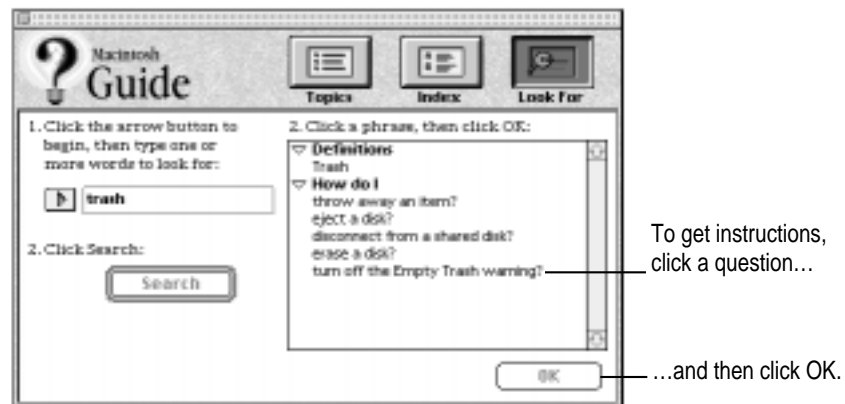 Macintosh
Guide
Topics
Index
Look For
1. Click the arrow button to
begin, then type one or
more words to look for:
trash
2. Click Search:
Search
2. Click a phrase, then click OK:
Definitions
Trash
How do I
throw away an item?
eject a disk?
disconnect from a shared disk?
erase a disk?
turn off the Empty Trash warning?
OK
To get instructions,
click a question…
…and then click OK.